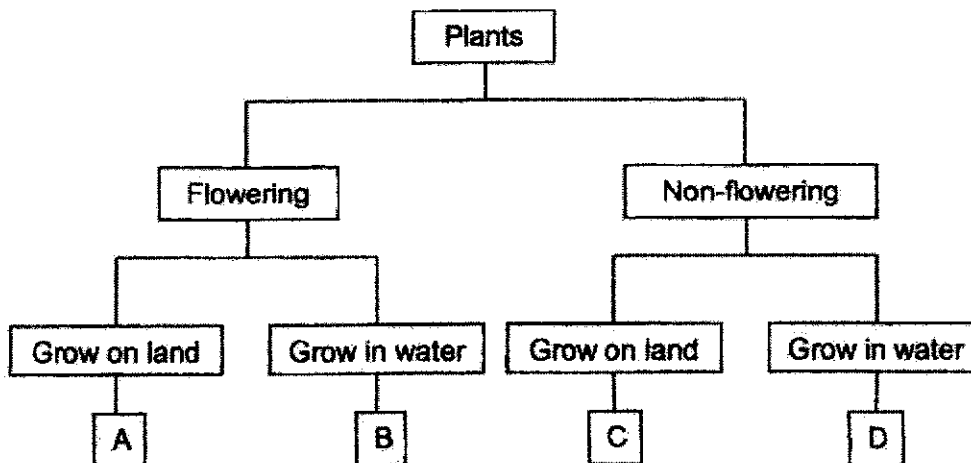 Plants
Flowering
Non-flowering
Grow on land
Grow in water
Grow on land
Grow in water
A
B
C
D